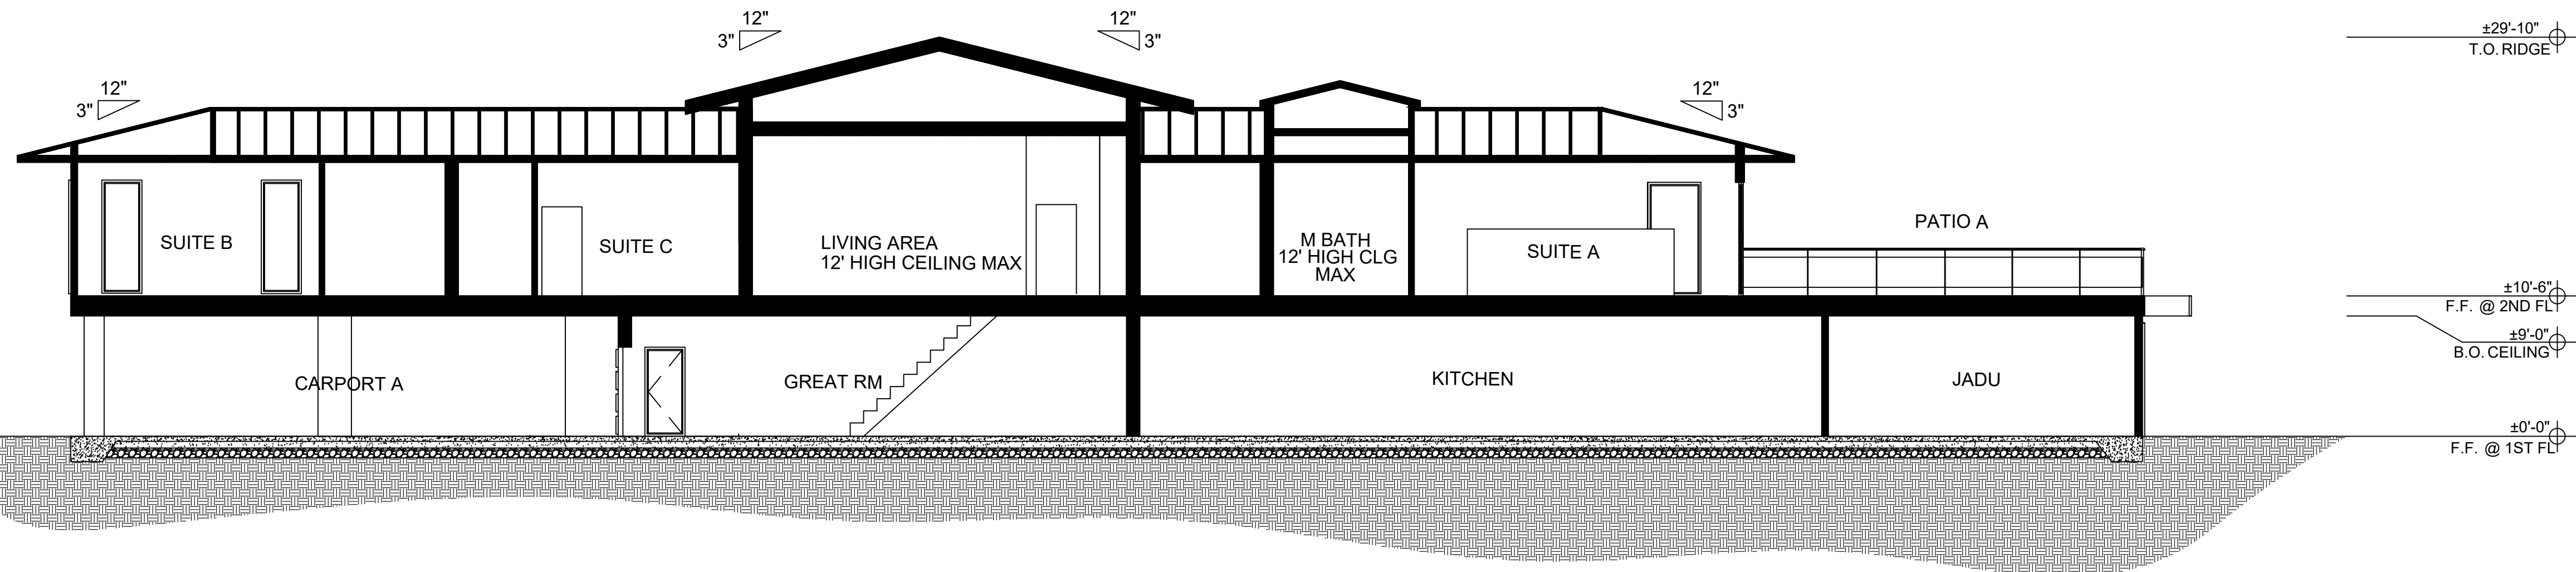 12"
3"
12"
3"
±29'-10"
T.O. RIDGE
12"
3"
12"
3"
SUITE B
SUITE C
LIVING AREA
12' HIGH CEILING MAX
M BATH
12' HIGH CLG
MAX
SUITE A
PATIO A
±10'-6"
F.F. @ 2ND FL
±9'-0"
B.O. CEILING
CARPORT A
GREAT RM
KITCHEN
JADU
±0'-0"
F.F. @ 1ST FL